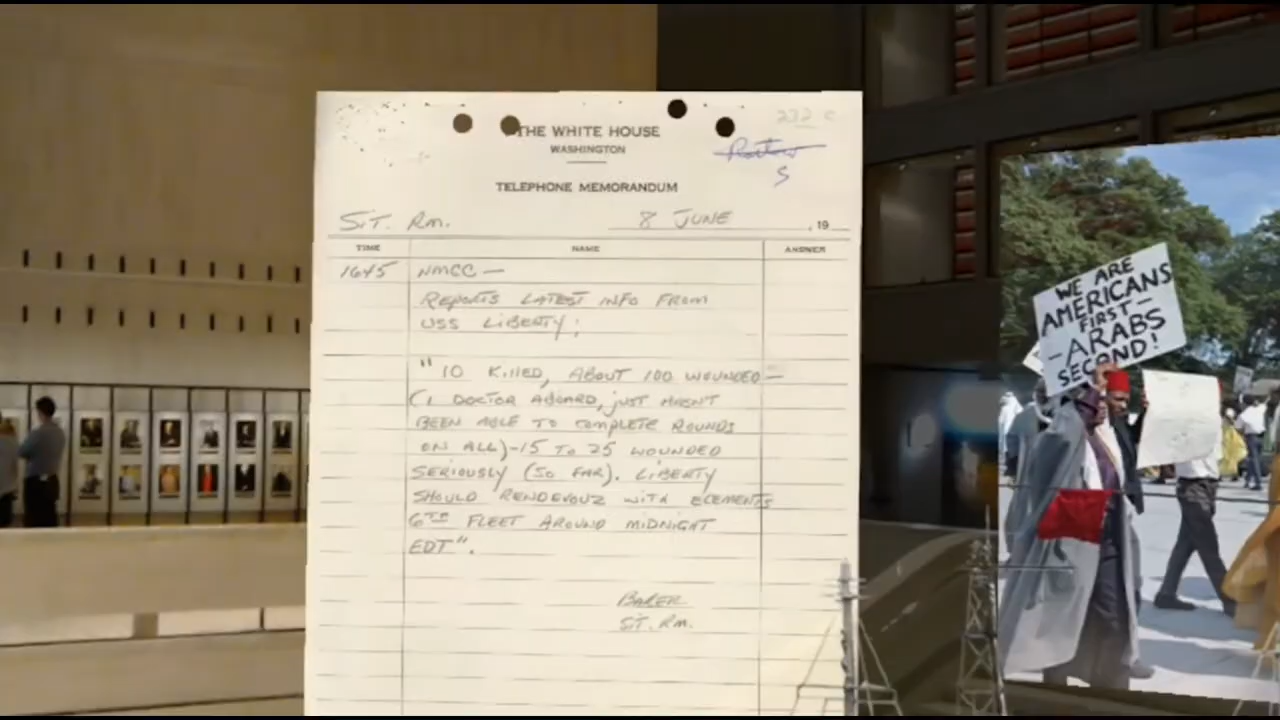 232 c
THE WHITE HOUSE
WASHINGTON
Rostow
S
TELEPHONE MEMORANDUM
SIT. RM. 8 JUNE , 19
TIME NAME ANSWER
1645 NMCC —
REPORTS LATEST INFO FROM
USS LIBERTY:
"10 KILLED, ABOUT 100 WOUNDED—
(1 DOCTOR ABOARD, JUST HASN'T
BEEN ABLE TO COMPLETE ROUNDS
ON ALL) - 15 TO 25 WOUNDED
SERIOUSLY (SO FAR). LIBERTY
SHOULD RENDEVOUZ WITH ELEMENTS
6TH FLEET AROUND MIDNIGHT
EDT".
BAKER
SIT. RM.
WE ARE
AMERICANS
FIRST—
—ARABS
SECOND!